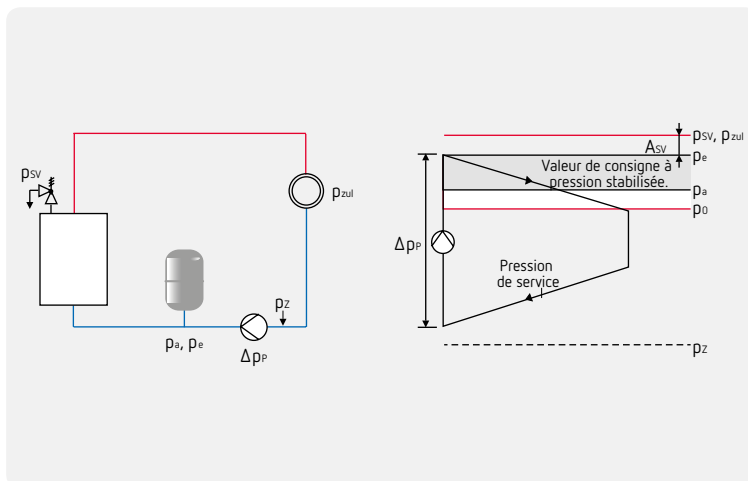 pSV
pzul
pZ
pa, pe
ΔpP
pSV, pzul
ASV
pe
Valeur de consigne à
pression stabilisée.
pa
p0
ΔpP
Pression
de service
pZ